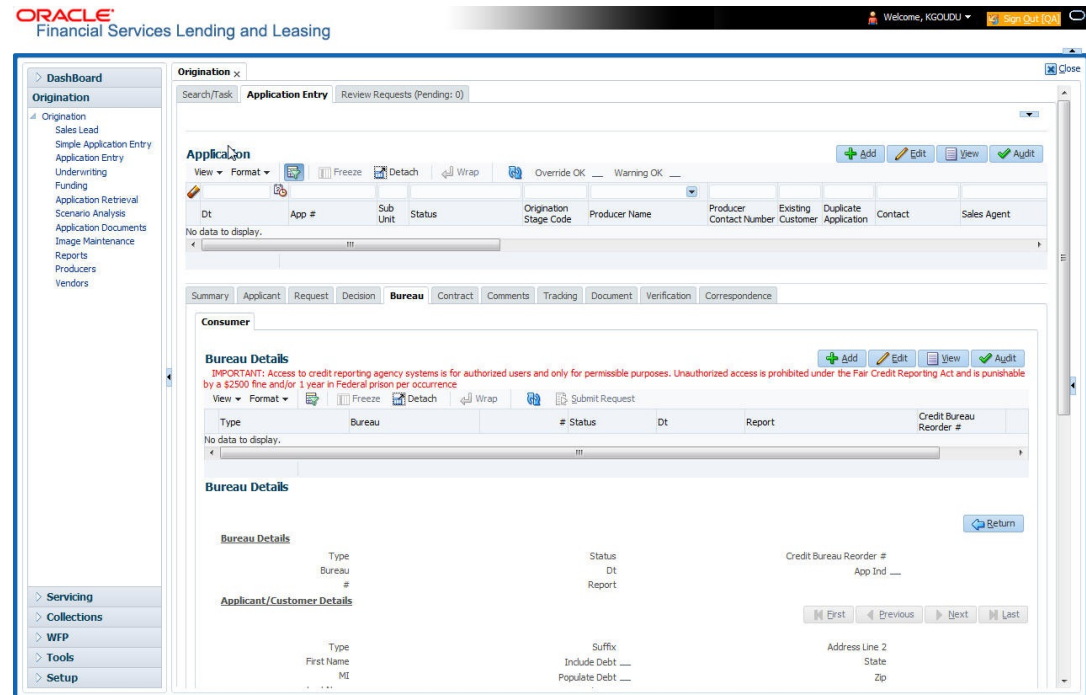 ORACLE
Financial Services Lending and Leasing
Welcome, KGOUDU
Sign Out [QA]
Close
DashBoard
Origination
Origination
Sales Lead
Simple Application Entry
Application Entry
Underwriting
Funding
Application Retrieval
Scenario Analysis
Application Documents
Image Maintenance
Reports
Producers
Vendors
Servicing
Collections
WFP
Tools
Setup
Origination ×
Search/Task Application Entry Review Requests (Pending: 0)
Application
Add Edit View Audit
View Format Freeze Detach Wrap Override OK Warning OK
Dt App # Sub Unit Status Origination Stage Code Producer Name Producer Contact Number Existing Customer Duplicate Application Contact Sales Agent
No data to display.
Summary Applicant Request Decision Bureau Contract Comments Tracking Document Verification Correspondence
Consumer
Bureau Details
Add Edit View Audit
IMPORTANT: Access to credit reporting agency systems is for authorized users and only for permissible purposes. Unauthorized access is prohibited under the Fair Credit Reporting Act and is punishable
by a $2500 fine and/or 1 year in Federal prison per occurrence
View Format Freeze Detach Wrap Submit Request
Type Bureau # Status Dt Report Credit Bureau Reorder #
No data to display.
Bureau Details
Return
Bureau Details
Type Status Credit Bureau Reorder #
Bureau Dt App Ind
# Report
Applicant/Customer Details
First Previous Next Last
Type Suffix Address Line 2
First Name Include Debt State
MI Populate Debt Zip